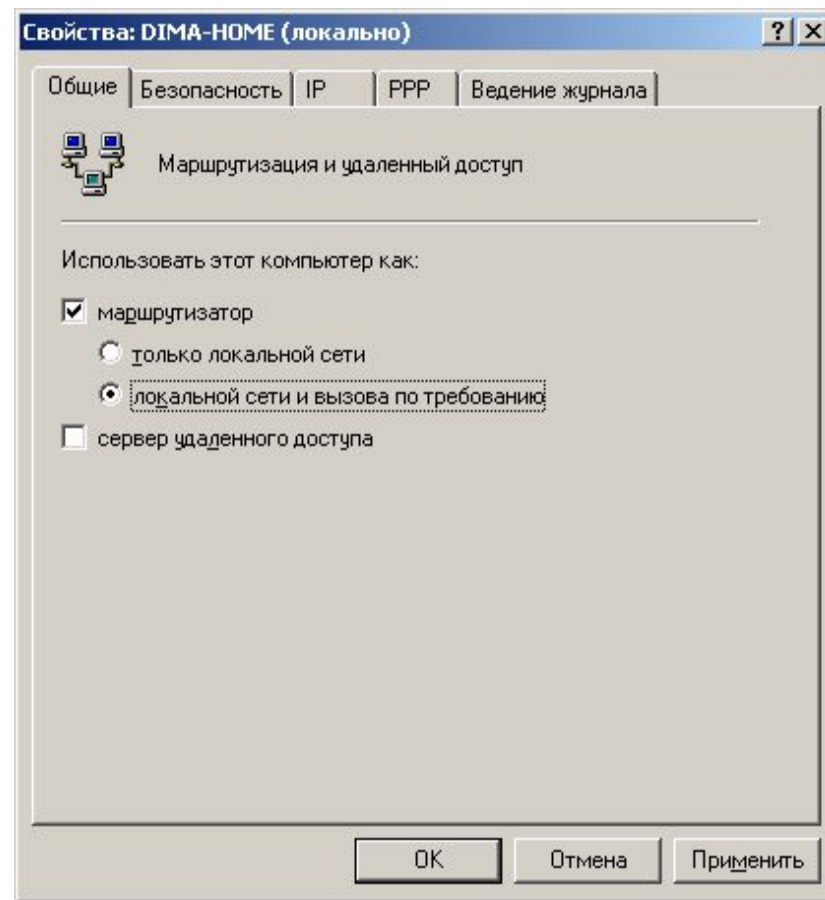 Свойства: DIMA-HOME (локально)
Общие Безопасность IP PPP Ведение журнала
Маршрутизация и удаленный доступ
Использовать этот компьютер как:
маршрутизатор
только локальной сети
локальной сети и вызова по требованию
сервер удаленного доступа
OK Отмена Применить